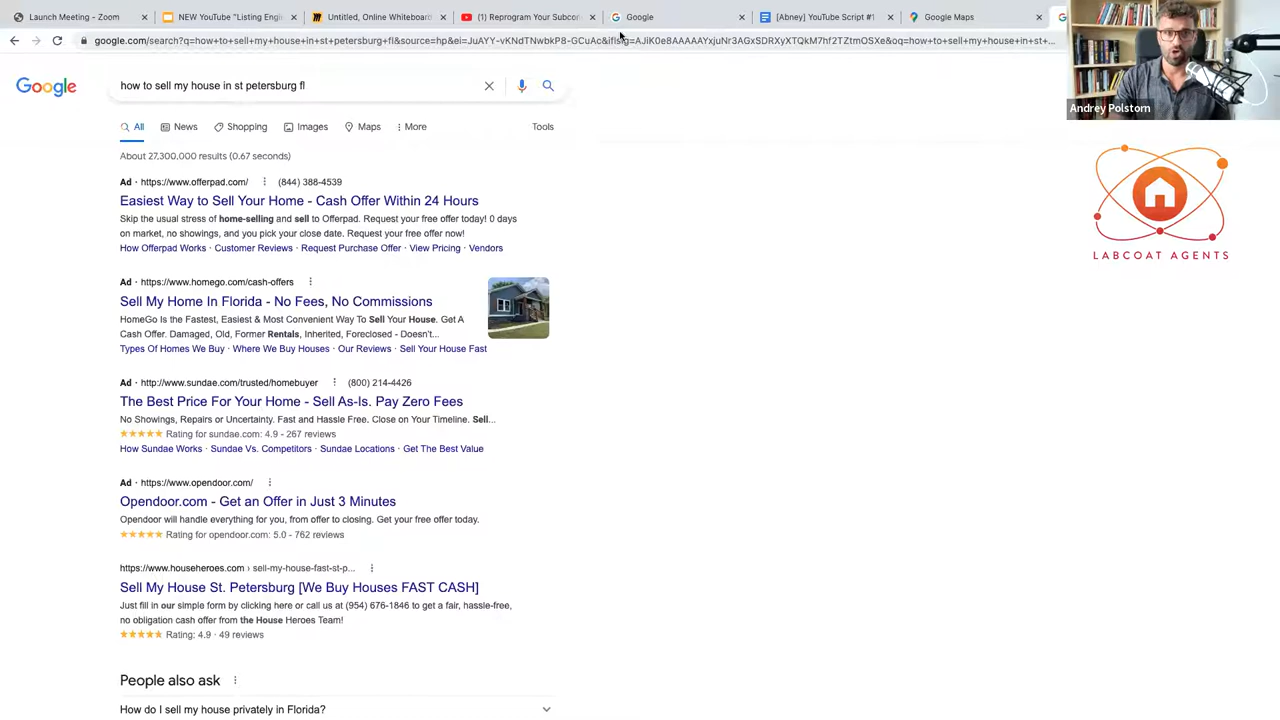 Launch Meeting - Zoom
NEW YouTube "Listing Engin
Untitled, Online Whiteboard
(1) Reprogram Your Subcon
Google
[Abney] YouTube Script #1
Google Maps
google.com/search?q=how+to+sell+my+house+in+st+petersburg+fl&source=hp&ei=JuAYY-vKNdTNwbkP8-GCuAc&iflsig=AJiK0e8AAAAAYxjuNr3AGxSDRXyXTQkM7hf2TZtmOSXe&oq=how+to+sell+my+house+in+st+...
Andrey Polstorn
Google
how to sell my house in st petersburg fl
All
News
Shopping
Images
Maps
More
Tools
About 27,300,000 results (0.67 seconds)
Ad · https://www.offerpad.com/ (844) 388-4539
Easiest Way to Sell Your Home - Cash Offer Within 24 Hours
Skip the usual stress of home-selling and sell to Offerpad. Request your free offer today! 0 days
on market, no showings, and you pick your close date. Request your free offer now!
How Offerpad Works · Customer Reviews · Request Purchase Offer · View Pricing · Vendors
Ad · https://www.homego.com/cash-offers
Sell My Home In Florida - No Fees, No Commissions
HomeGo Is the Fastest, Easiest & Most Convenient Way To Sell Your House. Get A
Cash Offer. Damaged, Old, Former Rentals, Inherited, Foreclosed - Doesn't...
Types Of Homes We Buy · Where We Buy Houses · Our Reviews · Sell Your House Fast
Ad · http://www.sundae.com/trusted/homebuyer (800) 214-4426
The Best Price For Your Home - Sell As-Is. Pay Zero Fees
No Showings, Repairs or Uncertainty. Fast and Hassle Free. Close on Your Timeline. Sell...
Rating for sundae.com: 4.9 - 267 reviews
How Sundae Works · Sundae Vs. Competitors · Sundae Locations · Get The Best Value
Ad · https://www.opendoor.com/
Opendoor.com - Get an Offer in Just 3 Minutes
Opendoor will handle everything for you, from offer to closing. Get your free offer today.
Rating for opendoor.com: 5.0 - 762 reviews
https://www.househeroes.com › sell-my-house-fast-st-p...
Sell My House St. Petersburg [We Buy Houses FAST CASH]
Just fill in our simple form by clicking here or call us at (954) 676-1846 to get a fair, hassle-free,
no obligation cash offer from the House Heroes Team!
Rating: 4.9 · 49 reviews
People also ask
How do I sell my house privately in Florida?
LABCOAT AGENTS